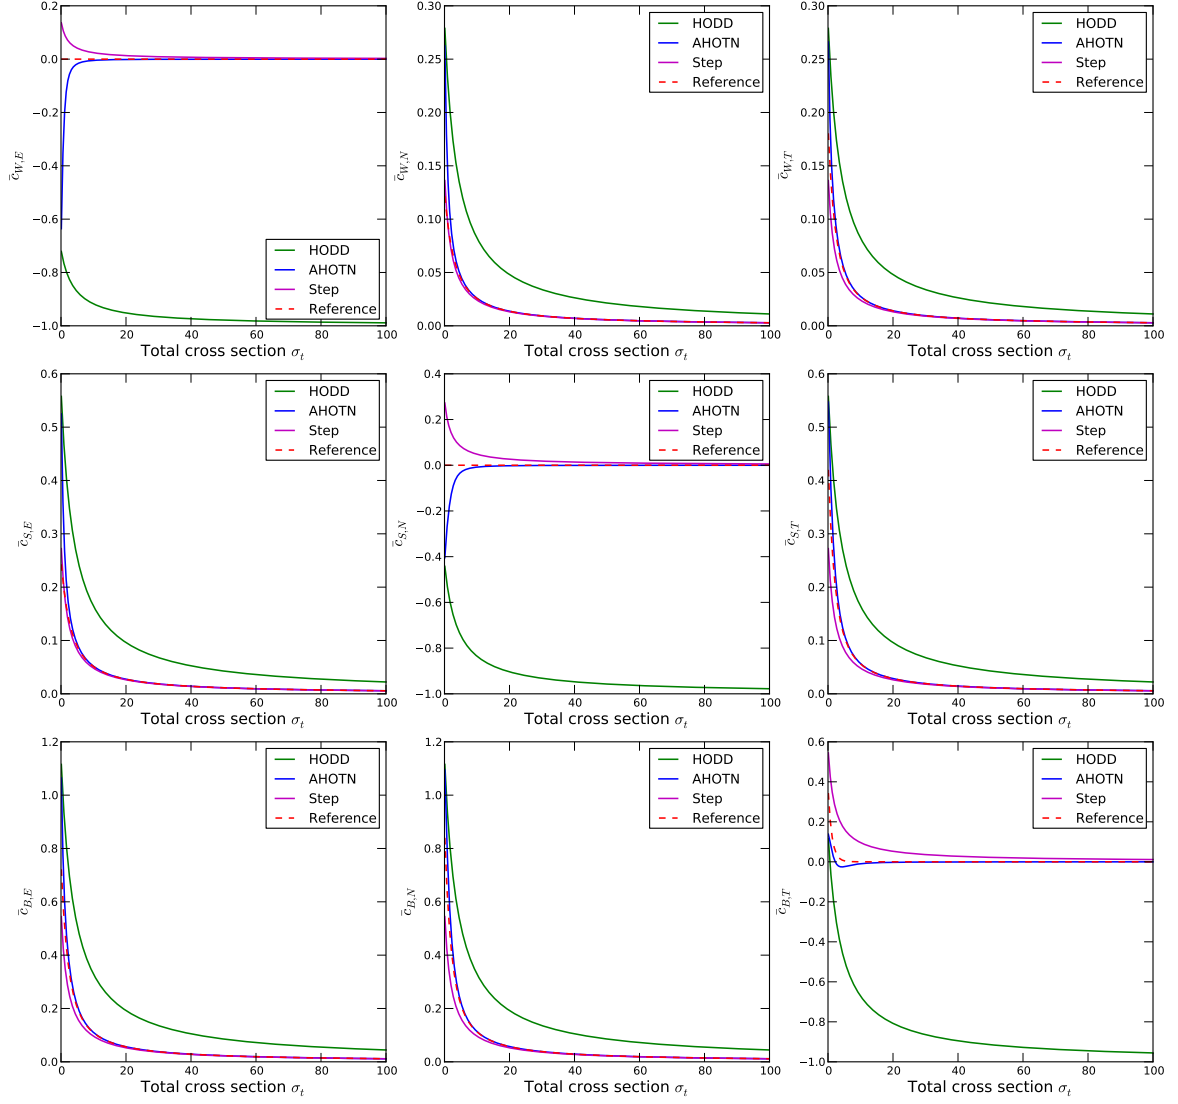 0.2
0.0
−0.2
−0.4
−0.6
−0.8
−1.0
0 20 40 60 80 100
c̄_{W,E}
HODD
AHOTN
Step
Reference
Total cross section σ_t
0.30
0.25
0.20
0.15
0.10
0.05
0.00
0 20 40 60 80 100
c̄_{W,N}
HODD
AHOTN
Step
Reference
Total cross section σ_t
0.30
0.25
0.20
0.15
0.10
0.05
0.00
0 20 40 60 80 100
c̄_{W,T}
HODD
AHOTN
Step
Reference
Total cross section σ_t
0.6
0.5
0.4
0.3
0.2
0.1
0.0
0 20 40 60 80 100
c̄_{S,E}
HODD
AHOTN
Step
Reference
Total cross section σ_t
0.4
0.2
0.0
−0.2
−0.4
−0.6
−0.8
−1.0
0 20 40 60 80 100
c̄_{S,N}
HODD
AHOTN
Step
Reference
Total cross section σ_t
0.6
0.5
0.4
0.3
0.2
0.1
0.0
0 20 40 60 80 100
c̄_{S,T}
HODD
AHOTN
Step
Reference
Total cross section σ_t
1.2
1.0
0.8
0.6
0.4
0.2
0.0
0 20 40 60 80 100
c̄_{B,E}
HODD
AHOTN
Step
Reference
Total cross section σ_t
1.2
1.0
0.8
0.6
0.4
0.2
0.0
0 20 40 60 80 100
c̄_{B,N}
HODD
AHOTN
Step
Reference
Total cross section σ_t
0.6
0.4
0.2
0.0
−0.2
−0.4
−0.6
−0.8
−1.0
0 20 40 60 80 100
c̄_{B,T}
HODD
AHOTN
Step
Reference
Total cross section σ_t